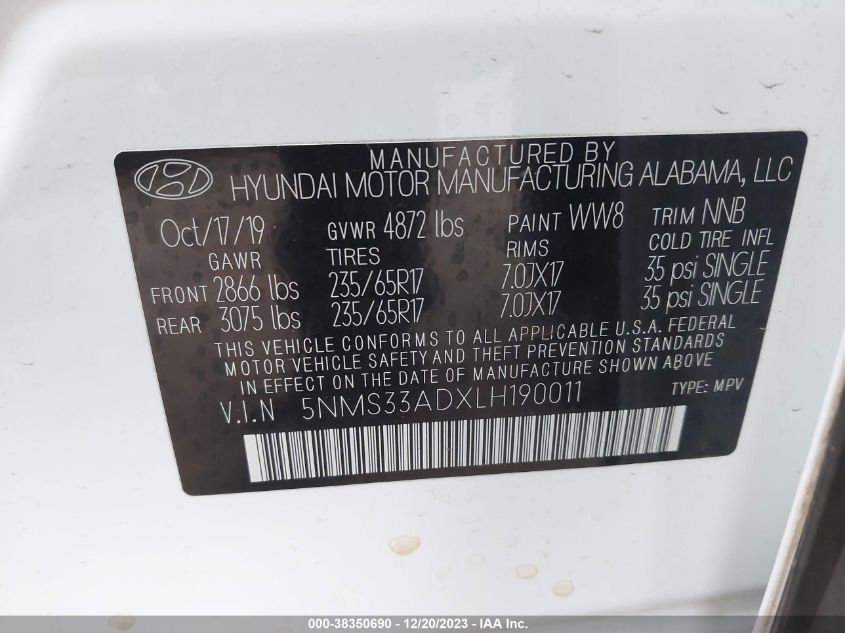 MANUFACTURED BY
HYUNDAI MOTOR MANUFACTURING ALABAMA, LLC
Oct/17/19 GVWR 4872 lbs PAINT WW8 TRIM NNB
GAWR TIRES RIMS COLD TIRE INFL
FRONT 2866 lbs 235/65R17 7.0JX17 35 psi SINGLE
REAR 3075 lbs 235/65R17 7.0JX17 35 psi SINGLE
THIS VEHICLE CONFORMS TO ALL APPLICABLE U.S.A. FEDERAL
MOTOR VEHICLE SAFETY AND THEFT PREVENTION STANDARDS
IN EFFECT ON THE DATE OF MANUFACTURE SHOWN ABOVE
V.I.N 5NMS33ADXLH190011 TYPE: MPV
000-38350690 - 12/20/2023 - IAA Inc.